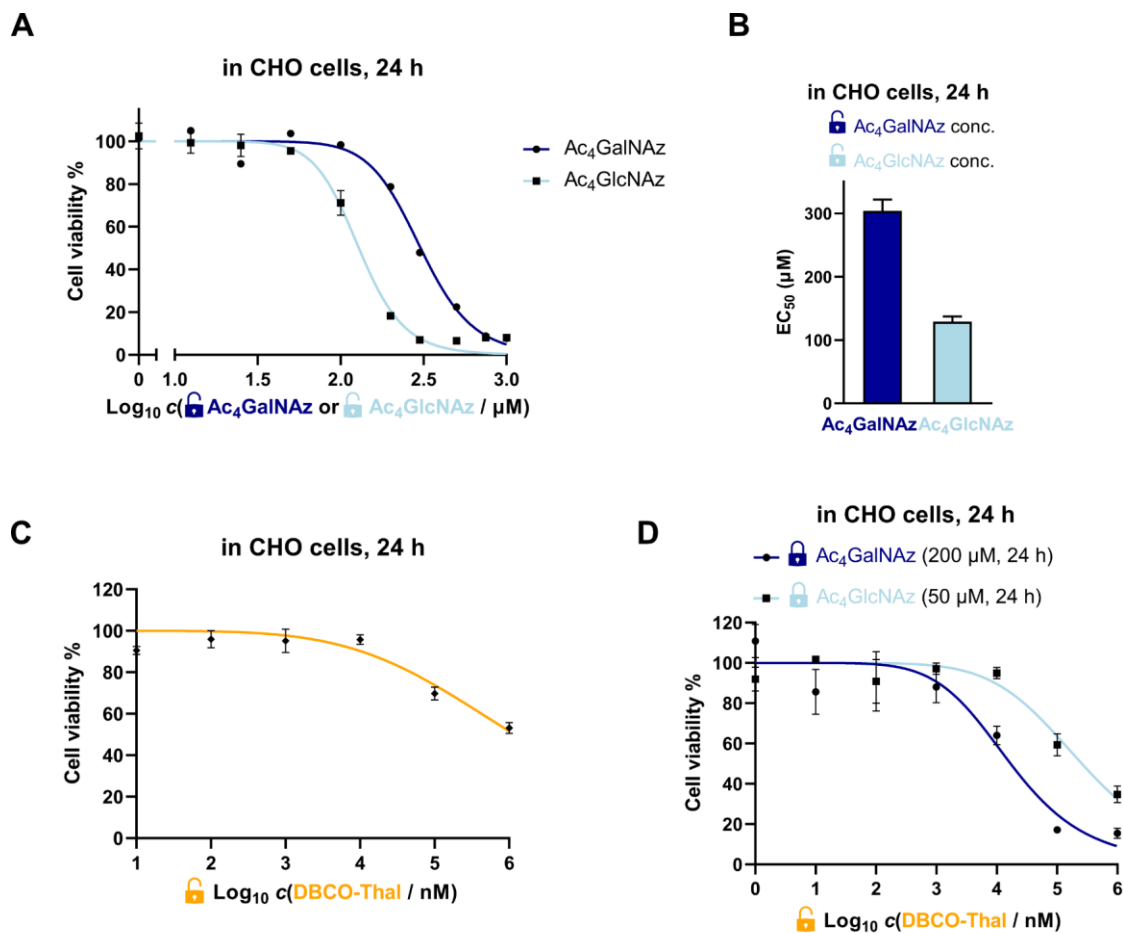 A
in CHO cells, 24 h
Cell viability %
100
80
60
40
20
0
0 1.0 1.5 2.0 2.5 3.0
Log₁₀ c(Ac₄GalNAz or Ac₄GlcNAz / µM)
Ac₄GalNAz
Ac₄GlcNAz
B
in CHO cells, 24 h
Ac₄GalNAz conc.
Ac₄GlcNAz conc.
EC₅₀ (µM)
300
200
100
0
Ac₄GalNAz Ac₄GlcNAz
C
in CHO cells, 24 h
Cell viability %
120
100
80
60
40
20
0
1 2 3 4 5 6
Log₁₀ c(DBCO-Thal / nM)
D
in CHO cells, 24 h
Ac₄GalNAz (200 µM, 24 h)
Ac₄GlcNAz (50 µM, 24 h)
Cell viability %
120
100
80
60
40
20
0
0 1 2 3 4 5 6
Log₁₀ c(DBCO-Thal / nM)